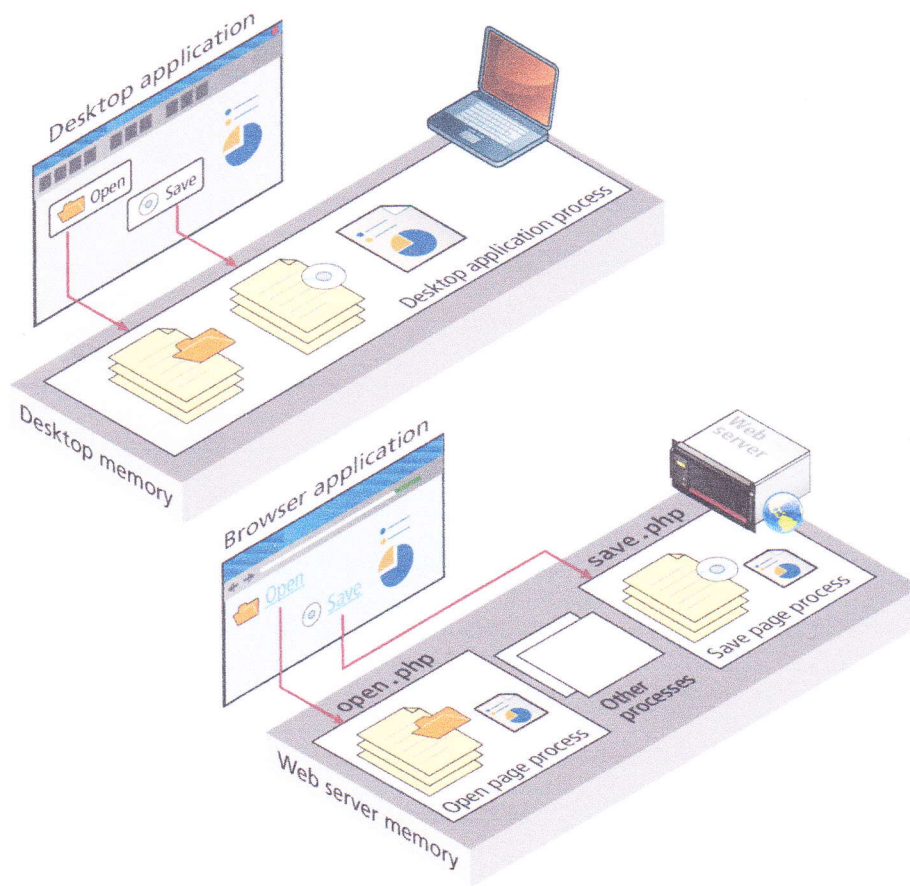 Desktop application
Open
Save
Desktop application process
Desktop memory
Browser application
Open
Save
Web
server
save.php
Save page process
open.php
Other
processes
Open page process
Web server memory